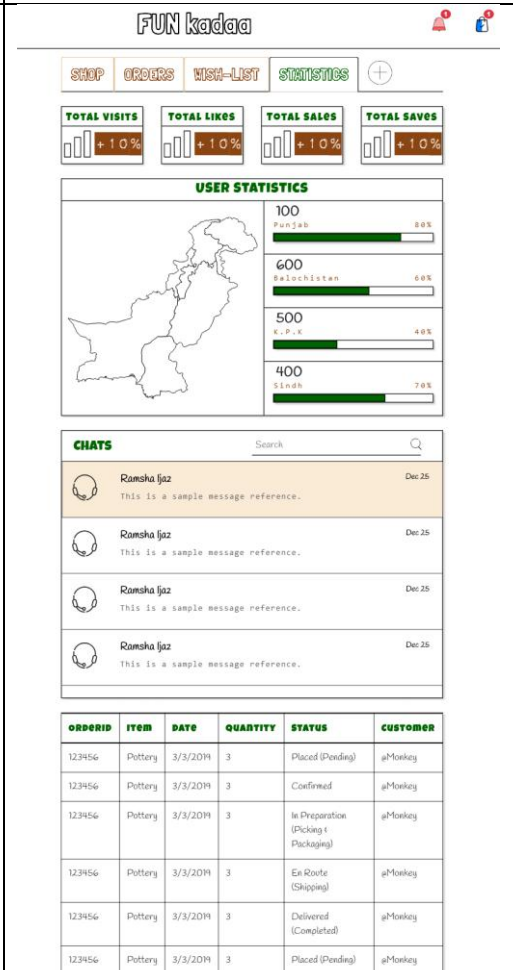 FUN kadaa
1
1
SHOP ORDERS WISH-LIST STATISTICS
TOTAL VISITS TOTAL LIKES TOTAL SALES TOTAL SAVES
+10% +10% +10% +10%
USER STATISTICS
100
Punjab 80%
600
Balochistan 60%
500
K.P.K 40%
400
Sindh 70%
CHATS Search
Ramsha Ijaz Dec 25
This is a sample message reference.
Ramsha Ijaz Dec 25
This is a sample message reference.
Ramsha Ijaz Dec 25
This is a sample message reference.
Ramsha Ijaz Dec 25
This is a sample message reference.
ORDERID ITEM DATE QUANTITY STATUS CUSTOMER
123456 Pottery 3/3/2019 3 Placed (Pending) @Monkey
123456 Pottery 3/3/2019 3 Confirmed @Monkey
123456 Pottery 3/3/2019 3 In Preparation @Monkey
(Picking &
Packaging)
123456 Pottery 3/3/2019 3 En Route @Monkey
(Shipping)
123456 Pottery 3/3/2019 3 Delivered @Monkey
(Completed)
123456 Pottery 3/3/2019 3 Placed (Pending) @Monkey